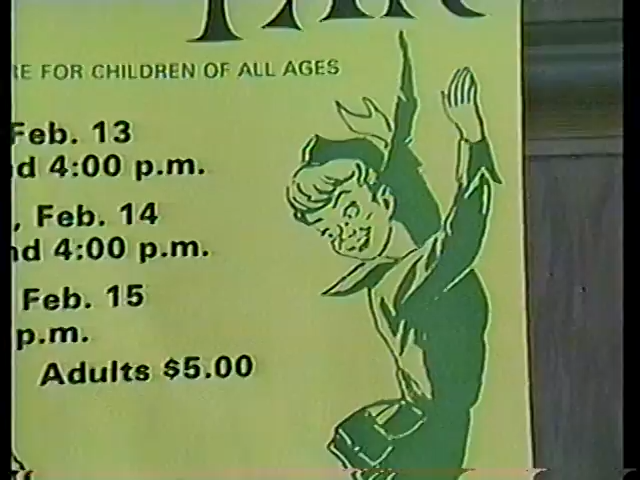 RE FOR CHILDREN OF ALL AGES
Feb. 13
d 4:00 p.m.
, Feb. 14
nd 4:00 p.m.
Feb. 15
p.m.
Adults $5.00